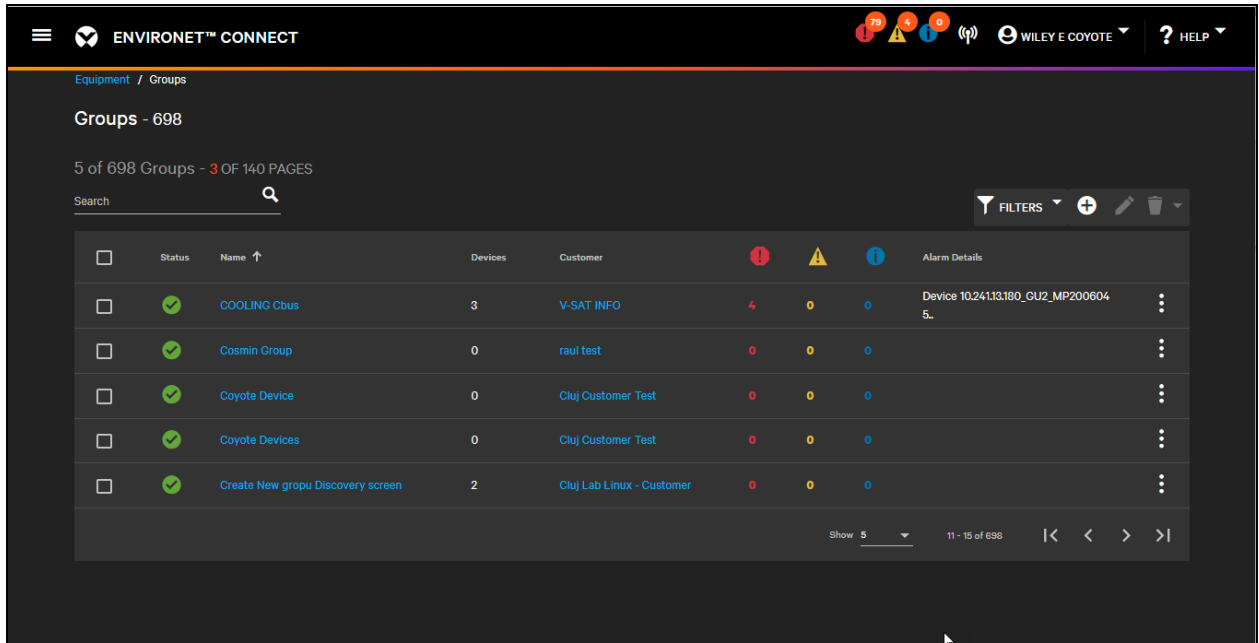 ENVIRONET™ CONNECT
79 4 0 WILEY E COYOTE ? HELP
Equipment / Groups
Groups - 698
5 of 698 Groups - 3 OF 140 PAGES
Search
FILTERS
Status Name ↑ Devices Customer Alarm Details
COOLING Cbus 3 V-SAT INFO 4 0 0 Device 10.241.13.180_GU2_MP200604
5..
Cosmin Group 0 raul test 0 0 0
Coyote Device 0 Cluj Customer Test 0 0 0
Coyote Devices 0 Cluj Customer Test 0 0 0
Create New gropu Discovery screen 2 Cluj Lab Linux - Customer 0 0 0
Show 5 11 - 15 of 698